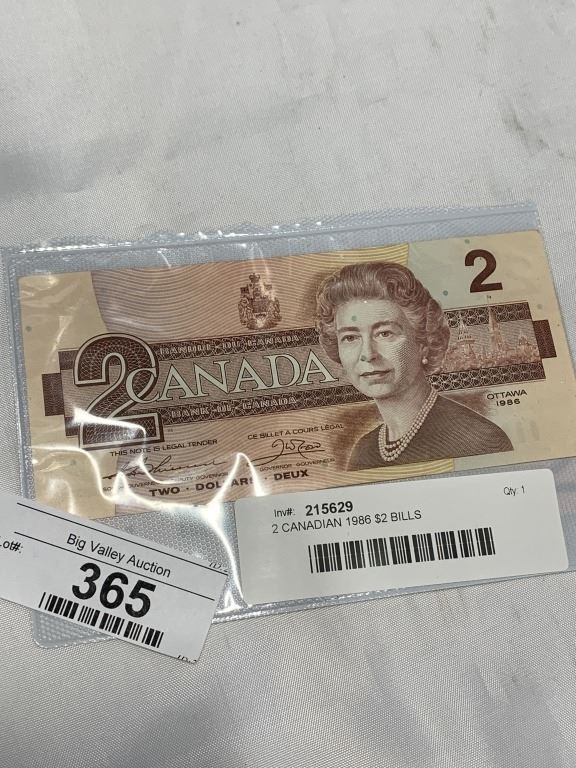 2
BANQUE · DU · CANADA
2 CANADA
BANK · OF · CANADA
OTTAWA
1986
THIS NOTE IS LEGAL TENDER
CE BILLET A COURS LÉGAL
GOUVERNEUR
TWO · DOLLARS · DEUX
Inv#: 215629
Qty: 1
2 CANADIAN 1986 $2 BILLS
Lot#:
Big Valley Auction
365